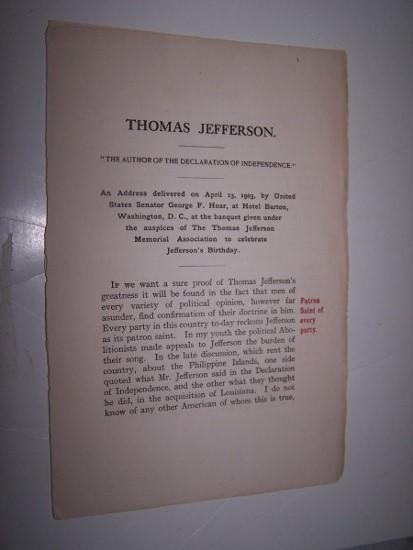 THOMAS JEFFERSON.
"THE AUTHOR OF THE DECLARATION OF INDEPENDENCE."
An Address delivered on April 13, 1903, by United
States Senator George F. Hoar, at Hotel Barton,
Washington, D. C., at the banquet given under
the auspices of The Thomas Jefferson
Memorial Association to celebrate
Jefferson's Birthday.
IF we want a sure proof of Thomas Jefferson's
greatness it will be found in the fact that men of
every variety of political opinion, however far
asunder, find confirmation of their doctrine in him.
Every party in this country to-day reckons Jefferson
as its patron saint. In my youth the political Abo-
litionists made appeals to Jefferson the burden of
their song. In the late discussion, which rent the
country, about the Philippine Islands, one side
quoted what Mr. Jefferson said in the Declaration
of Independence, and the other what they thought
he did, in the acquisition of Louisiana. I do not
know of any other American of whom this is true,
Patron
Saint of
every
party.